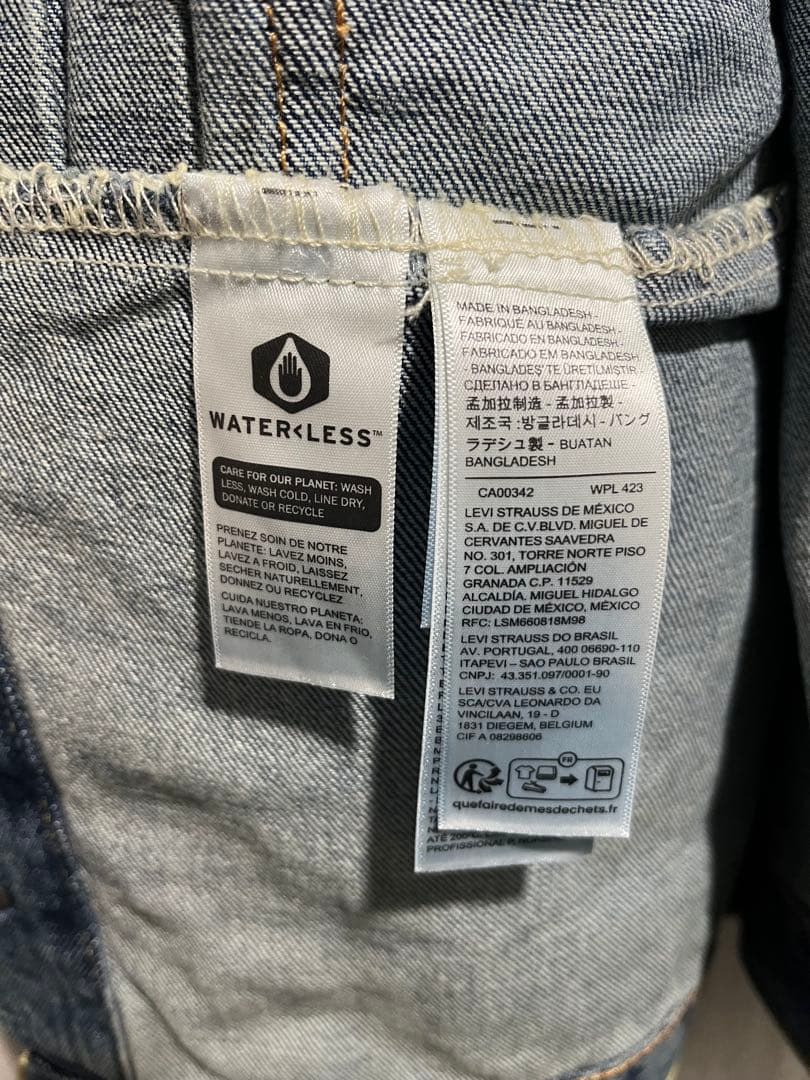 WATER<LESS™
CARE FOR OUR PLANET: WASH
LESS, WASH COLD, LINE DRY,
DONATE OR RECYCLE
PRENEZ SOIN DE NOTRE
PLANETE: LAVEZ MOINS,
LAVEZ A FROID, LAISSEZ
SECHER NATURELLEMENT,
DONNEZ OU RECYCLEZ
CUIDA NUESTRO PLANETA:
LAVA MENOS, LAVA EN FRIO,
TIENDE LA ROPA, DONA O
RECICLA.
MADE IN BANGLADESH -
FABRIQUE AU BANGLADESH -
FABRICADO EN BANGLADESH -
FABRICADO EM BANGLADESH
- BANGLADEŞ'TE ÜRETİLMİŞTİR
СДЕЛАНО В БАНГЛАДЕШЕ -
孟加拉制造 - 孟加拉製 -
제조국 :방글라데시 - バング
ラデシュ製 - BUATAN
BANGLADESH
CA00342 WPL 423
LEVI STRAUSS DE MÉXICO
S.A. DE C.V.BLVD. MIGUEL DE
CERVANTES SAAVEDRA
NO. 301, TORRE NORTE PISO
7 COL. AMPLIACIÓN
GRANADA C.P. 11529
ALCALDÍA. MIGUEL HIDALGO
CIUDAD DE MÉXICO, MÉXICO
RFC: LSM660818M98
LEVI STRAUSS DO BRASIL
AV. PORTUGAL, 400 06690-110
ITAPEVI – SAO PAULO BRASIL
CNPJ: 43.351.097/0001-90
LEVI STRAUSS & CO. EU
SCA/CVA LEONARDO DA
VINCILAAN, 19 - D
1831 DIEGEM, BELGIUM
CIF A 08298606
FR
quefairedemesdechets.fr
ATÉ
PROFISSIONAL